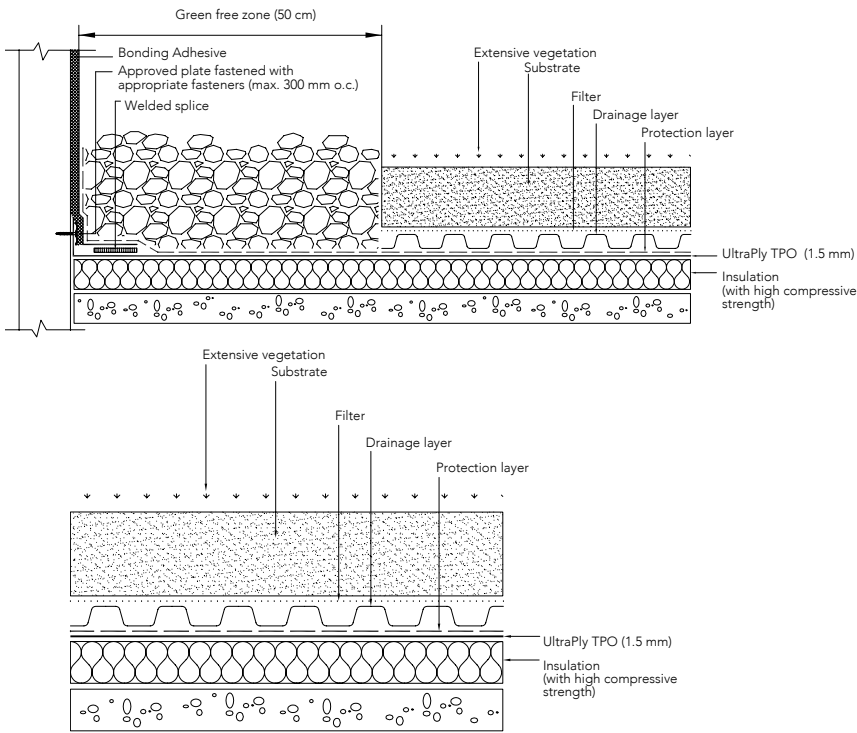 Green free zone (50 cm)
Bonding Adhesive
Approved plate fastened with
appropriate fasteners (max. 300 mm o.c.)
Welded splice
Extensive vegetation
Substrate
Filter
Drainage layer
Protection layer
UltraPly TPO (1.5 mm)
Insulation
(with high compressive
strength)
Extensive vegetation
Substrate
Filter
Drainage layer
Protection layer
UltraPly TPO (1.5 mm)
Insulation
(with high compressive
strength)